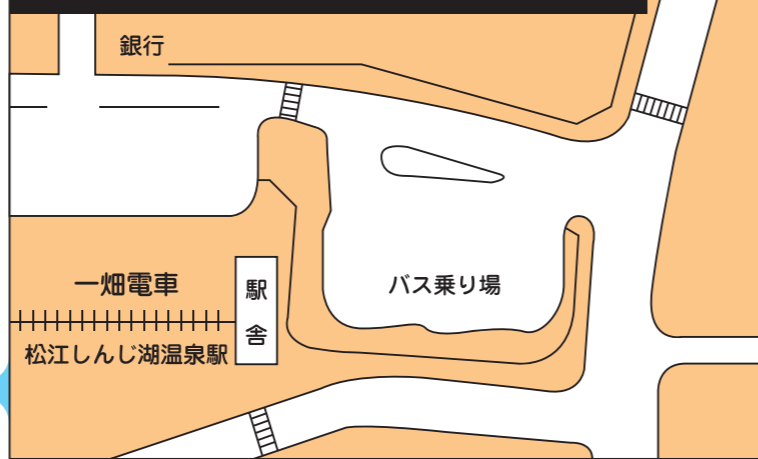 銀行
バス乗り場
一畑電車
駅舎
松江しんじ湖温泉駅